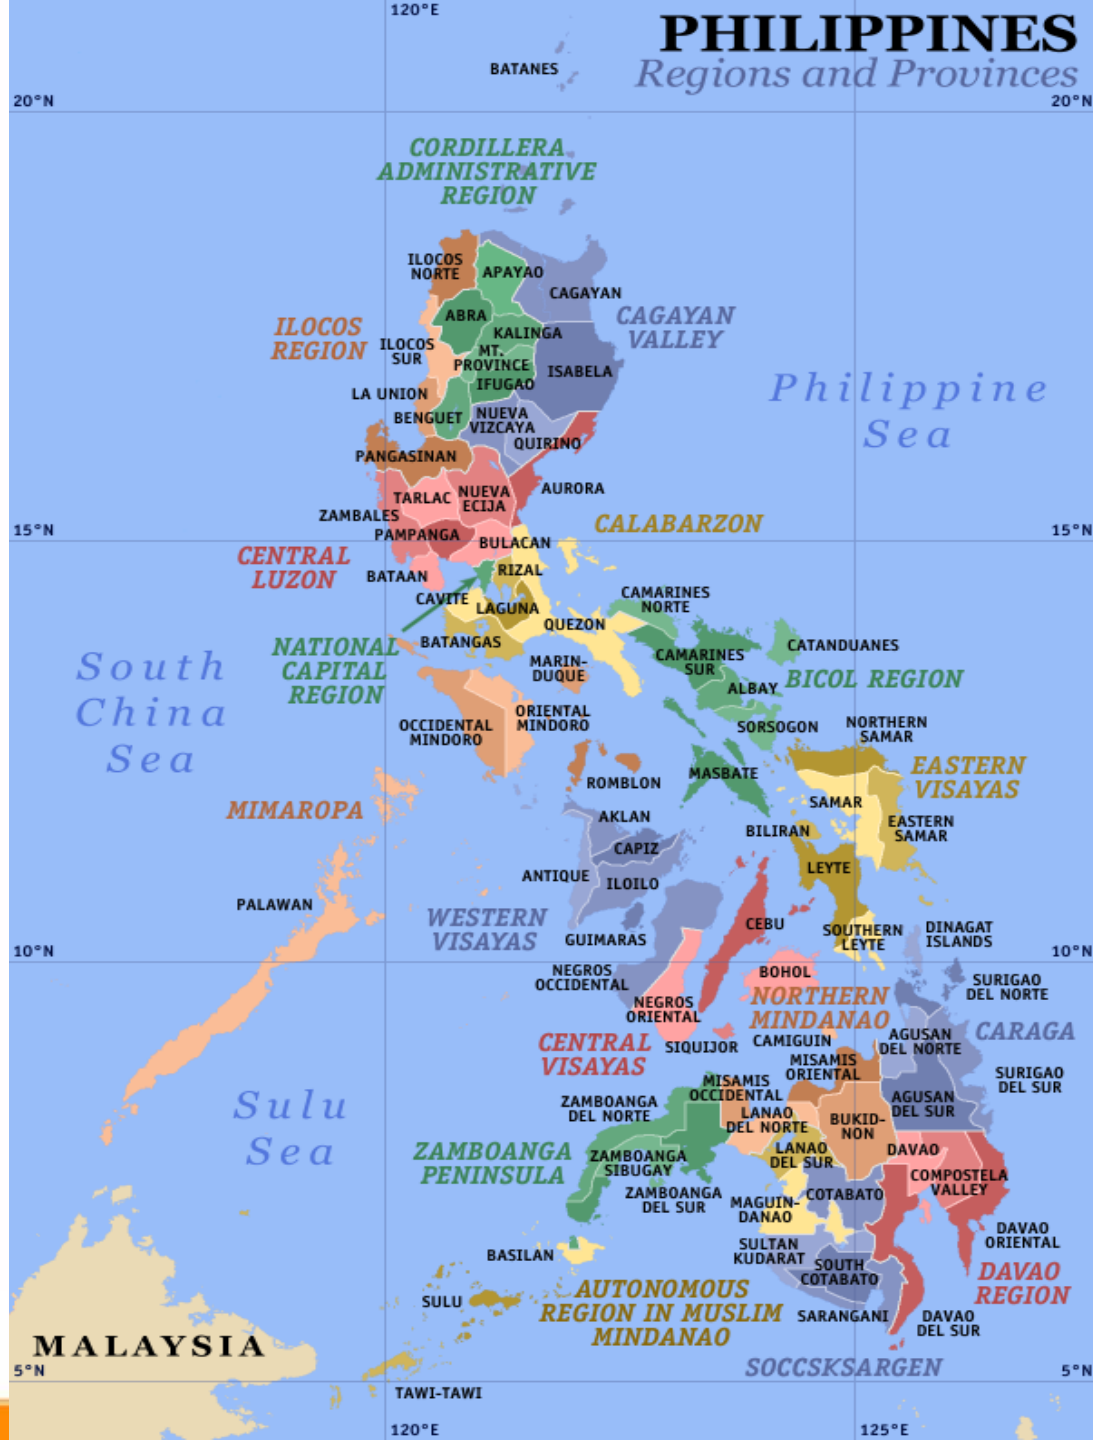 120°E
PHILIPPINES
Regions and Provinces
BATANES
20°N
20°N
CORDILLERA
ADMINISTRATIVE
REGION
ILOCOS
NORTE
APAYAO
CAGAYAN
ABRA
CAGAYAN
VALLEY
ILOCOS
REGION
KALINGA
ILOCOS
SUR
MT.
PROVINCE
ISABELA
IFUGAO
Philippine
Sea
LA UNION
BENGUET
NUEVA
VIZCAYA
QUIRINO
PANGASINAN
TARLAC
NUEVA
ECIJA
AURORA
ZAMBALES
PAMPANGA
BULACAN
CALABARZON
15°N
15°N
CENTRAL
LUZON
BATAAN
RIZAL
CAVITE
LAGUNA
CAMARINES
NORTE
QUEZON
NATIONAL
CAPITAL
REGION
BATANGAS
CATANDUANES
South
China
Sea
MARIN-
DUQUE
CAMARINES
SUR
ALBAY
BICOL REGION
OCCIDENTAL
MINDORO
ORIENTAL
MINDORO
SORSOGON
NORTHERN
SAMAR
ROMBLON
MASBATE
EASTERN
VISAYAS
MIMAROPA
SAMAR
AKLAN
BILIRAN
EASTERN
SAMAR
CAPIZ
ANTIQUE
ILOILO
LEYTE
PALAWAN
WESTERN
VISAYAS
GUIMARAS
CEBU
SOUTHERN
LEYTE
DINAGAT
ISLANDS
10°N
10°N
NEGROS
OCCIDENTAL
BOHOL
SURIGAO
DEL NORTE
NEGROS
ORIENTAL
NORTHERN
MINDANAO
CENTRAL
VISAYAS
SIQUIJOR
CAMIGUIN
AGUSAN
DEL NORTE
CARAGA
MISAMIS
ORIENTAL
SURIGAO
DEL SUR
Sulu
Sea
ZAMBOANGA
DEL NORTE
MISAMIS
OCCIDENTAL
LANAO
DEL NORTE
BUKID-
NON
AGUSAN
DEL SUR
ZAMBOANGA
PENINSULA
ZAMBOANGA
SIBUGAY
LANAO
DEL SUR
DAVAO
COMPOSTELA
VALLEY
ZAMBOANGA
DEL SUR
MAGUIN-
DANAO
COTABATO
DAVAO
ORIENTAL
BASILAN
SULTAN
KUDARAT
SOUTH
COTABATO
DAVAO
REGION
SULU
AUTONOMOUS
REGION IN MUSLIM
MINDANAO
SARANGANI
DAVAO
DEL SUR
MALAYSIA
SOCCSKSARGEN
5°N
5°N
TAWI-TAWI
120°E
125°E